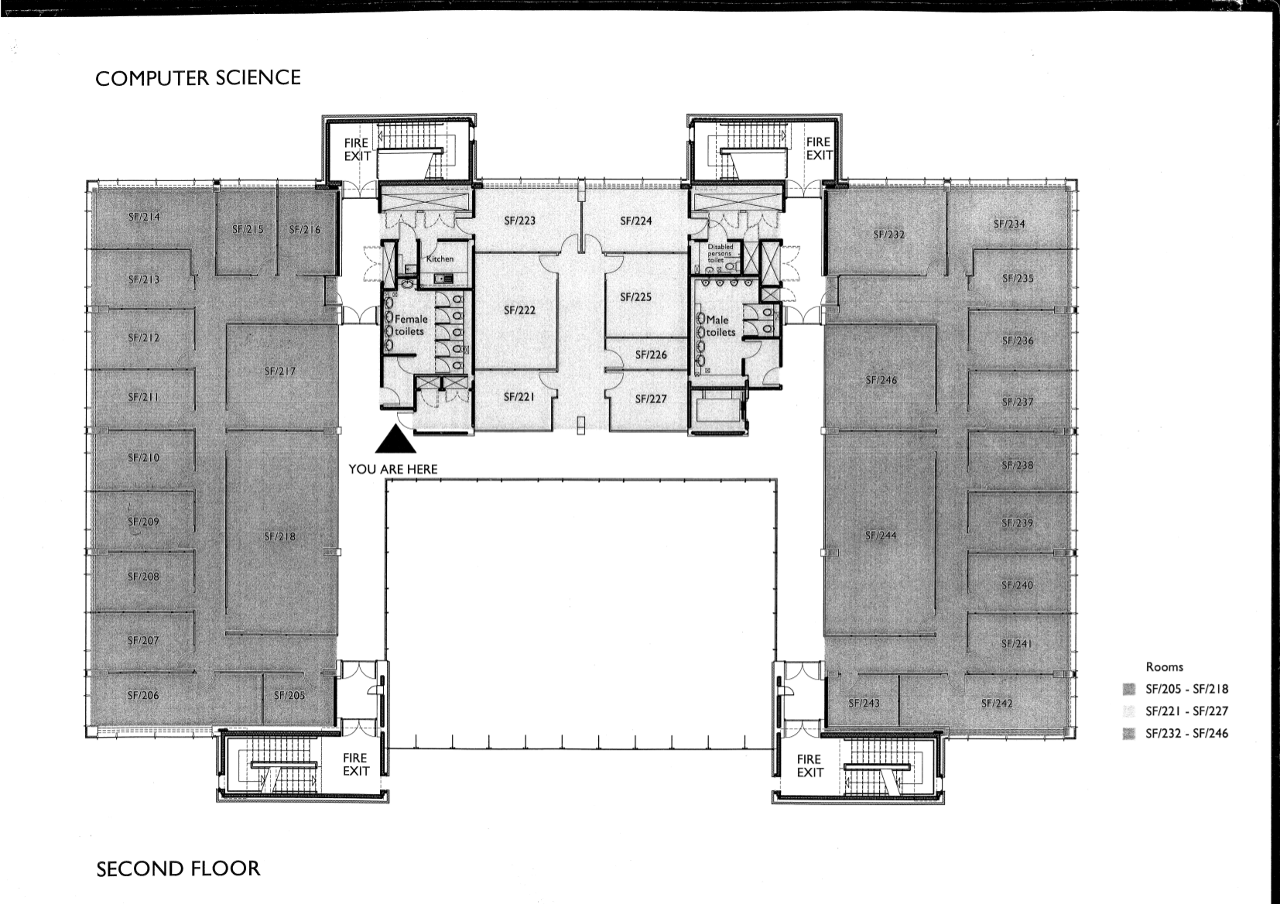 COMPUTER SCIENCE
FIRE
EXIT
FIRE
EXIT
SF/214
SF/215
SF/216
SF/223
SF/224
SF/232
SF/234
Kitchen
Disabled
persons
toilet
SF/213
SF/235
SF/222
SF/225
SF/212
Female
toilets
Male
toilets
SF/236
SF/226
SF/217
SF/246
SF/211
SF/221
SF/227
SF/237
YOU ARE HERE
SF/210
SF/238
SF/209
SF/239
SF/218
SF/244
SF/208
SF/240
SF/207
SF/241
SF/206
SF/205
SF/243
SF/242
FIRE
EXIT
FIRE
EXIT
Rooms
SF/205 - SF/218
SF/221 - SF/227
SF/232 - SF/246
SECOND FLOOR